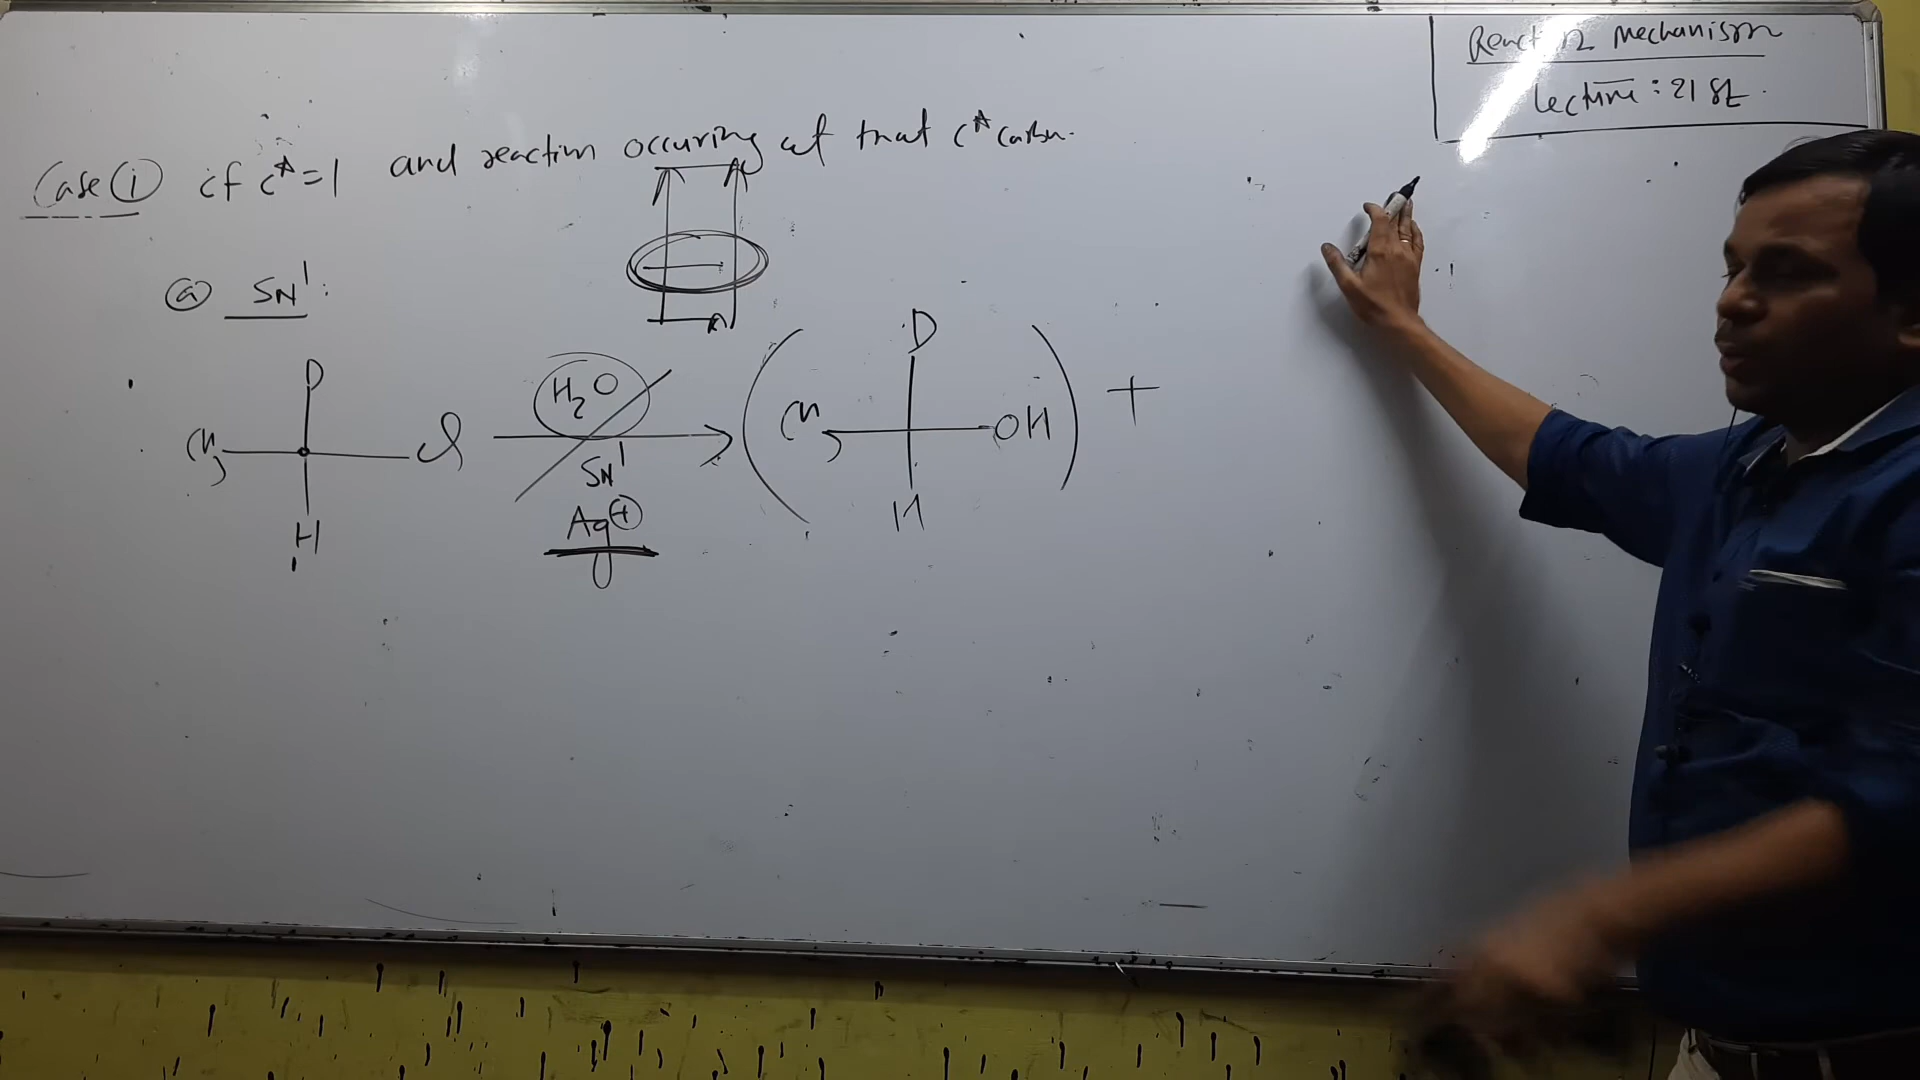 Reaction Mechanism
Lecture : 21 st.
Case (i) if C*=1 and reaction occuring at that C* carbon.
(a) SN1 :
D
CH3 Cl
H
H2O
SN1
Ag+
D
CH3 OH
H
+